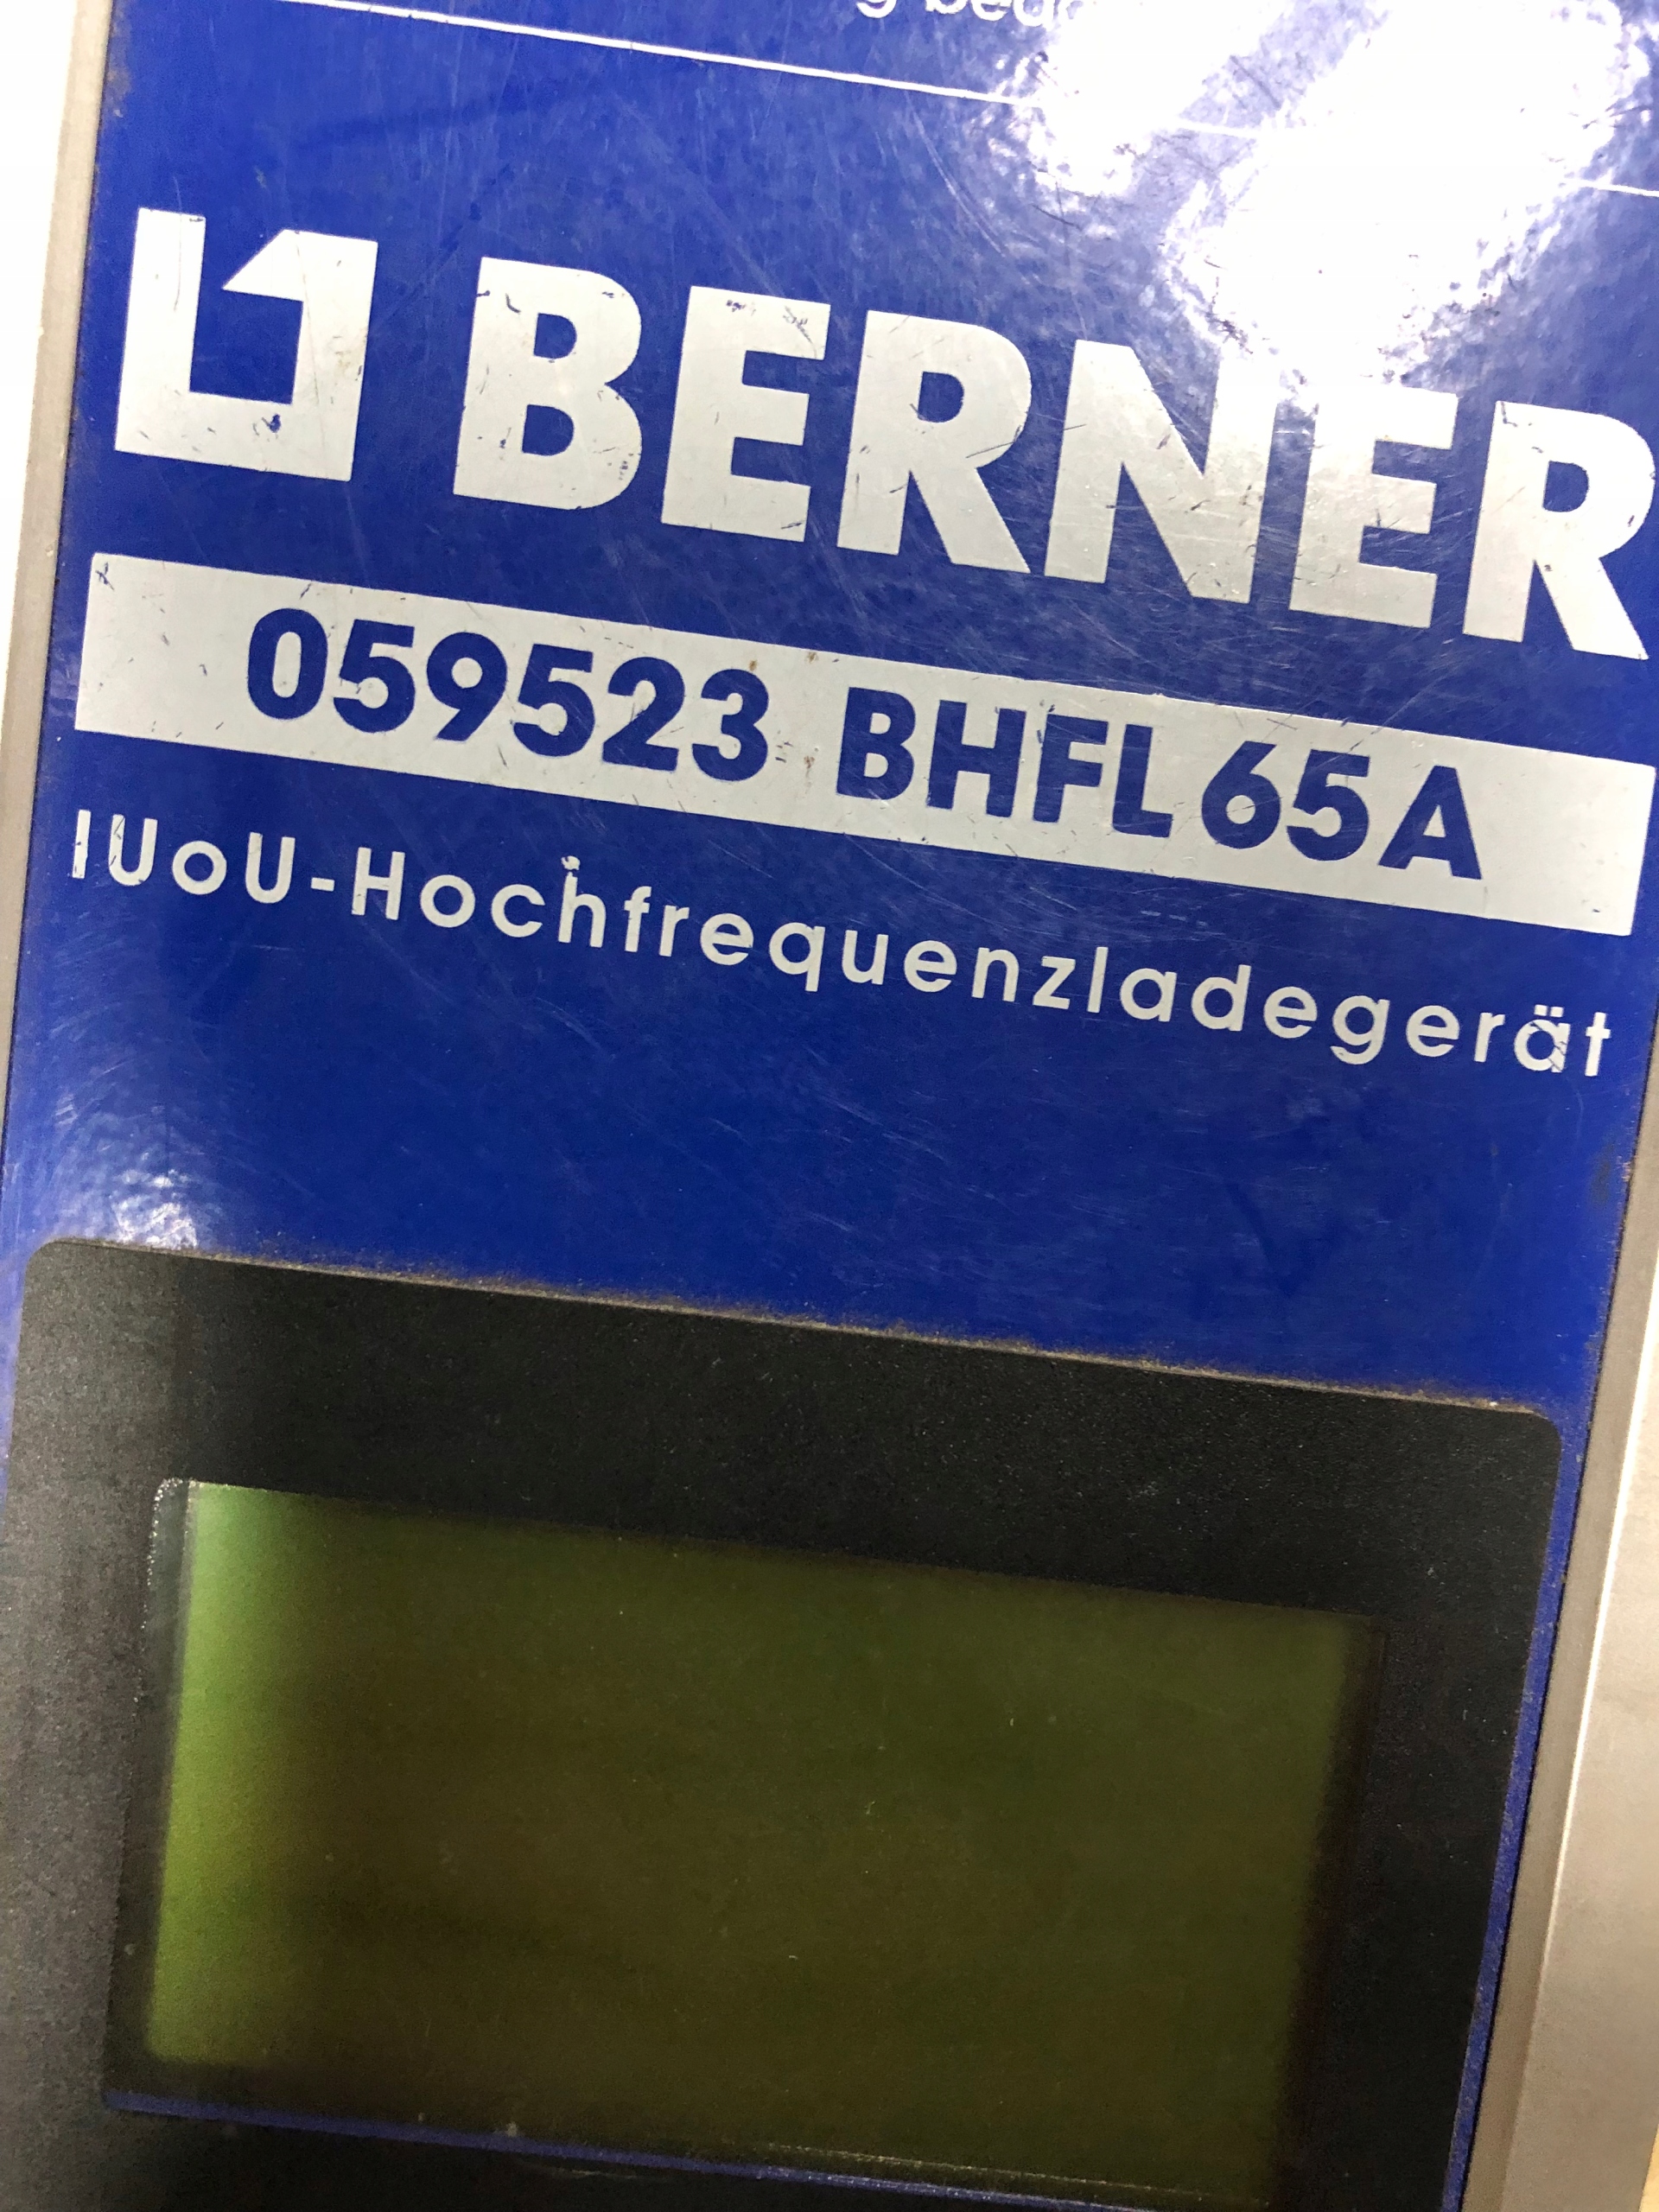 BERNER
059523 BHFL65A
IUoU-Hochfrequenzladegerät